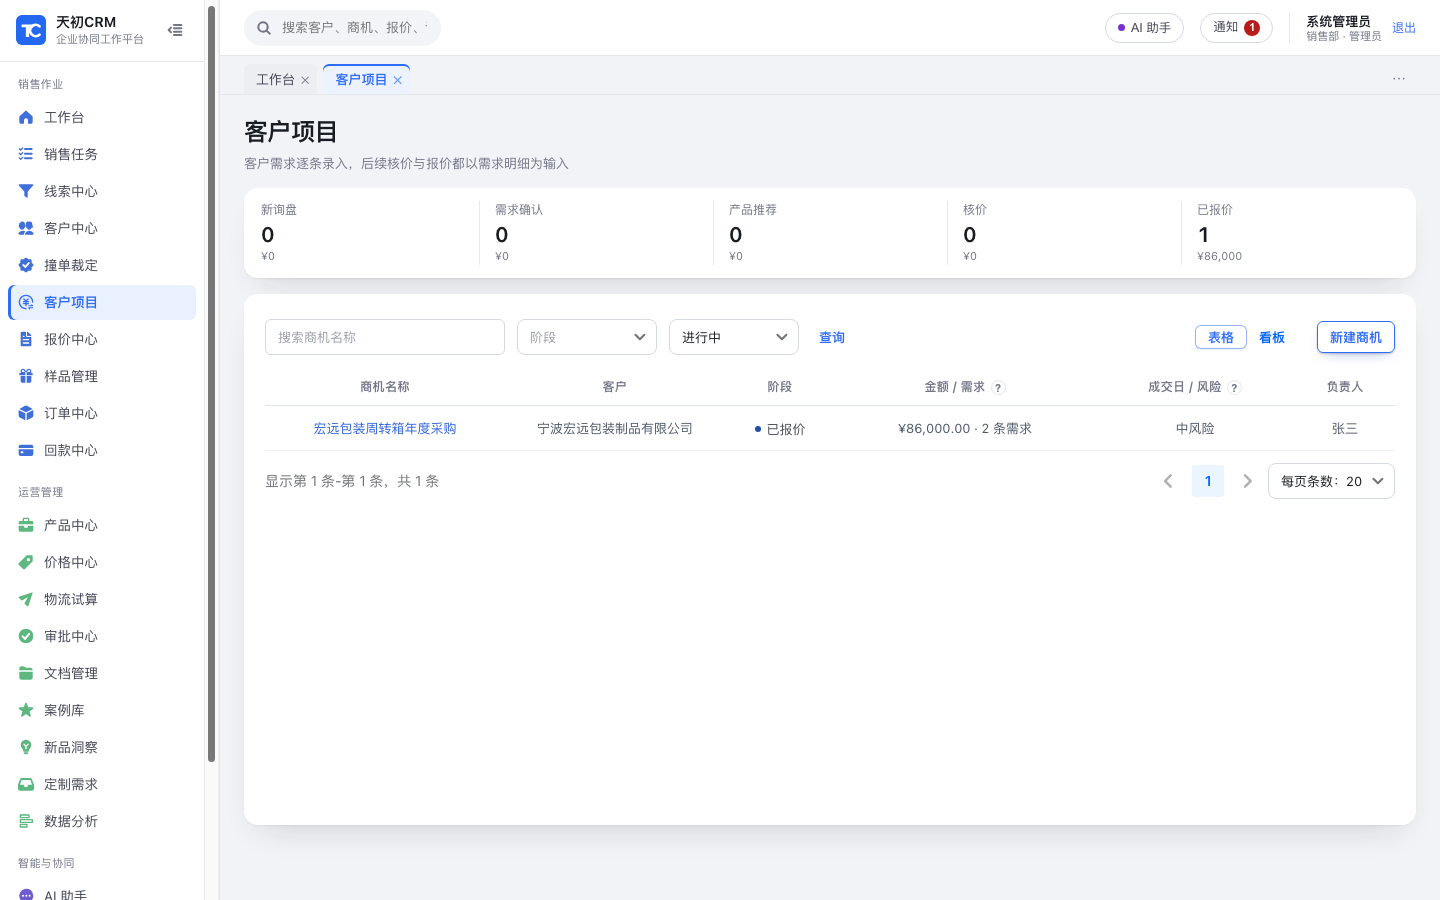 天初CRM
企业协同工作平台
销售作业
工作台
销售任务
线索中心
客户中心
撞单裁定
客户项目
报价中心
样品管理
订单中心
回款中心
运营管理
产品中心
价格中心
物流试算
审批中心
文档管理
案例库
新品洞察
定制需求
数据分析
智能与协同
AI 助手
搜索客户、商机、报价、
AI 助手
通知 1
系统管理员
销售部 · 管理员
退出
工作台
客户项目
客户项目
客户需求逐条录入，后续核价与报价都以需求明细为输入
新询盘
0
¥0
需求确认
0
¥0
产品推荐
0
¥0
核价
0
¥0
已报价
1
¥86,000
搜索商机名称
阶段
进行中
查询
表格
看板
新建商机
商机名称 客户 阶段 金额 / 需求 ? 成交日 / 风险 ? 负责人
宏远包装周转箱年度采购 宁波宏远包装制品有限公司 已报价 ¥86,000.00 · 2 条需求 中风险 张三
显示第 1 条-第 1 条，共 1 条
1
每页条数：20